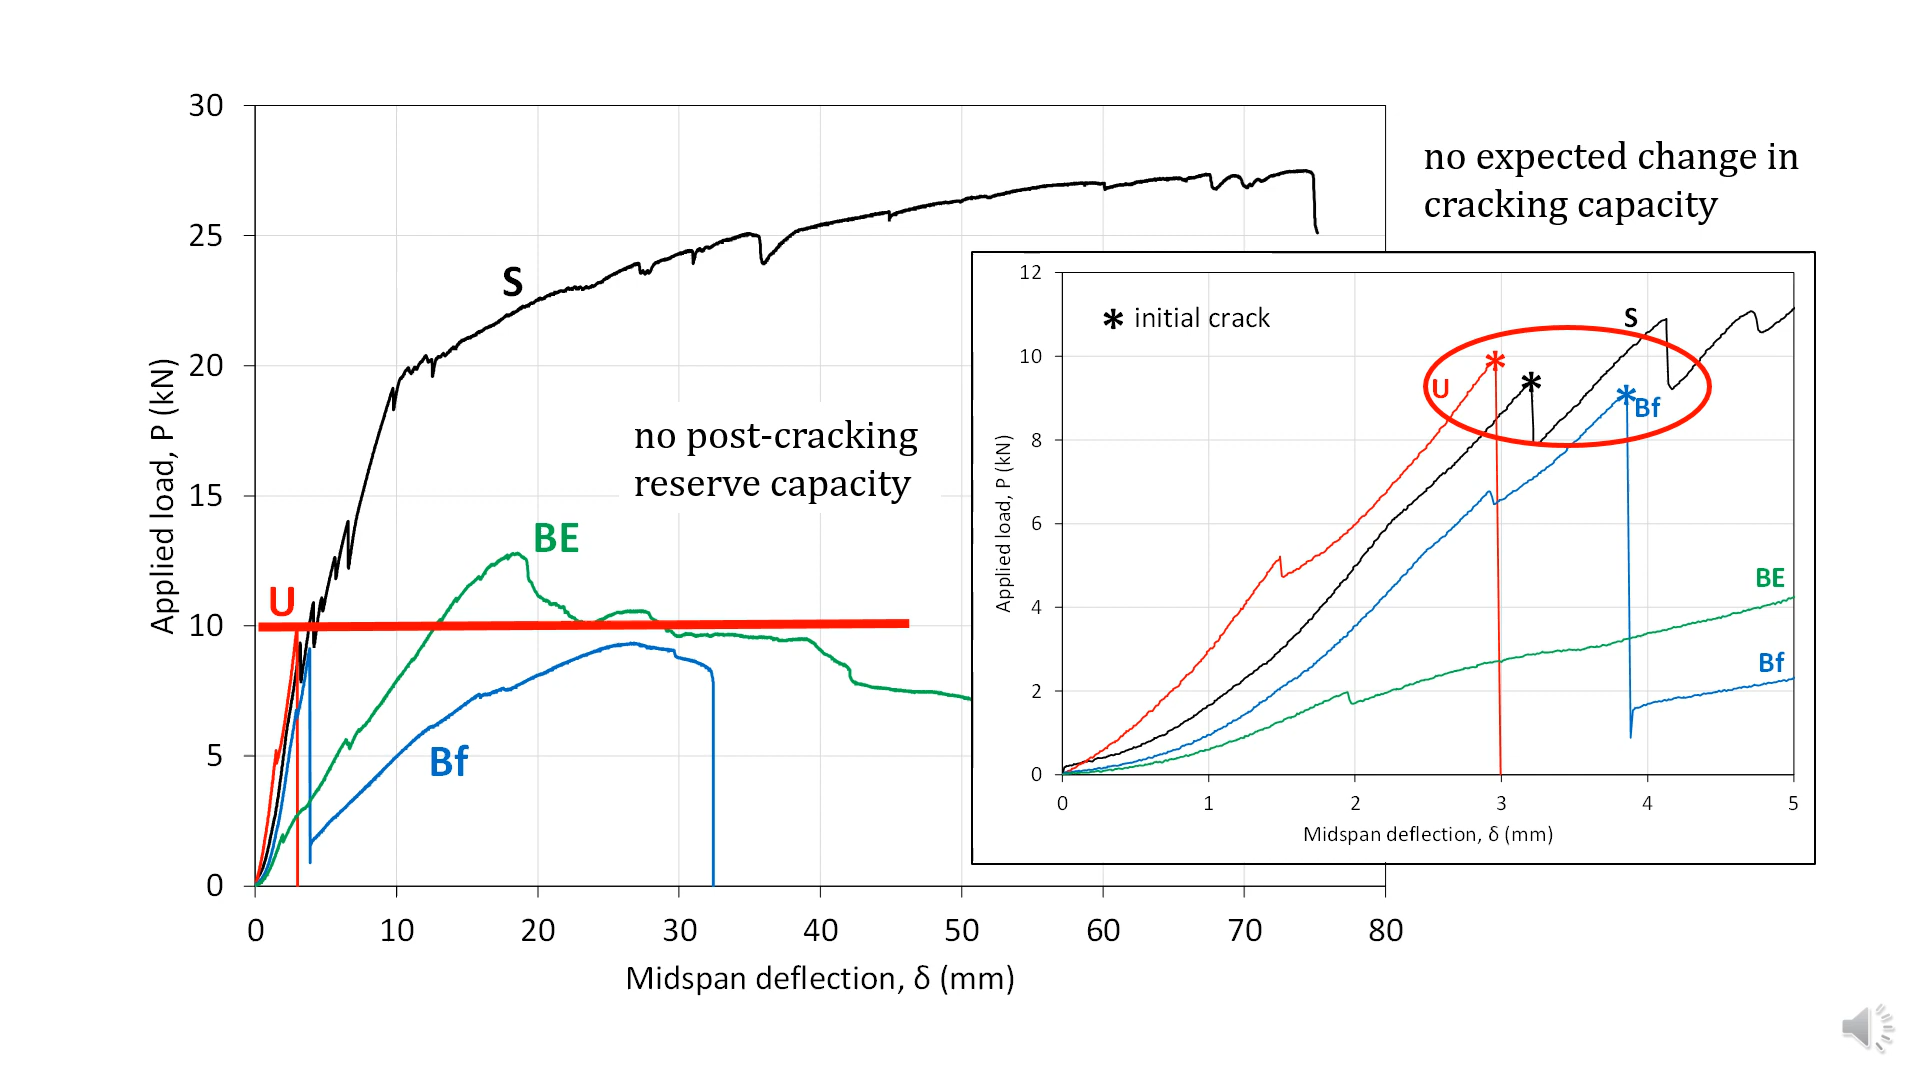 30
25
20
15
10
5
0
0 10 20 30 40 50 60 70 80
Applied load, P (kN)
Midspan deflection, δ (mm)
S
U
BE
Bf
no post-cracking
reserve capacity
no expected change in
cracking capacity
12
10
8
6
4
2
0
0 1 2 3 4 5
Applied load, P (kN)
Midspan deflection, δ (mm)
* initial crack
S
U
Bf
BE
Bf